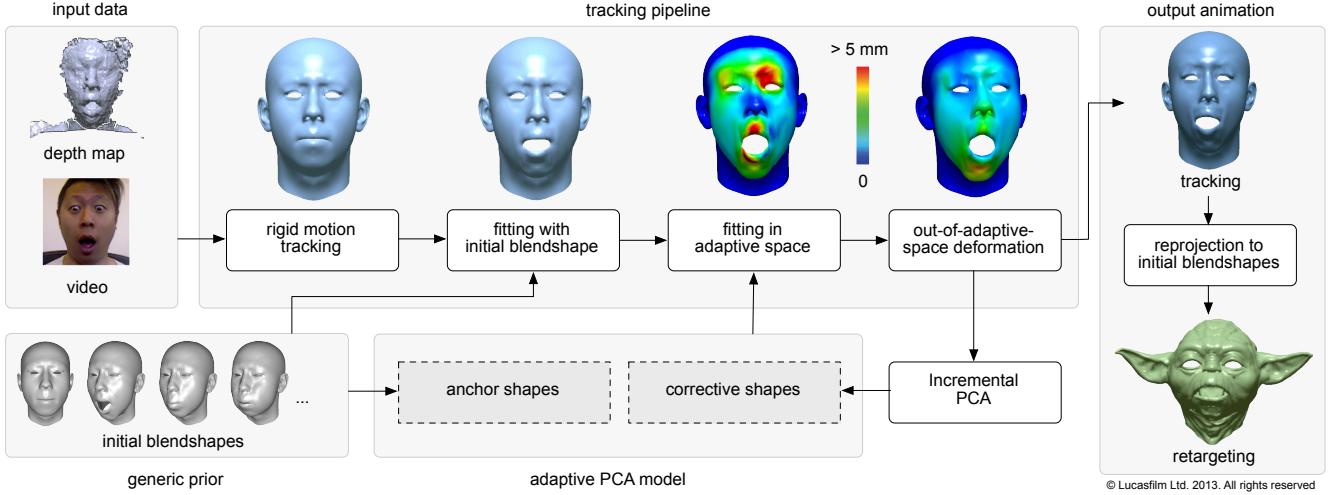 input data
tracking pipeline
output animation
depth map
video
> 5 mm
0
rigid motion
tracking
fitting with
initial blendshape
fitting in
adaptive space
out-of-adaptive-
space deformation
tracking
reprojection to
initial blendshapes
retargeting
...
initial blendshapes
generic prior
anchor shapes
corrective shapes
adaptive PCA model
Incremental
PCA
© Lucasfilm Ltd. 2013. All rights reserved